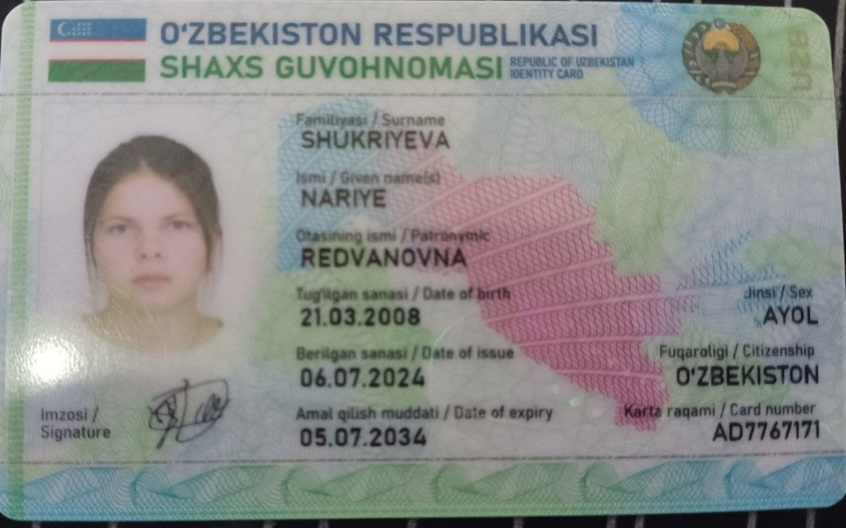 O‘ZBEKISTON RESPUBLIKASI
SHAXS GUVOHNOMASI REPUBLIC OF UZBEKISTAN IDENTITY CARD
UZB
Familiyasi / Surname
SHUKRIYEVA
Ismi / Given name(s)
NARIYE
Otasining ismi / Patronymic
REDVANOVNA
Tug‘ilgan sanasi / Date of birth
21.03.2008
Jinsi / Sex
AYOL
Berilgan sanasi / Date of issue
06.07.2024
Fuqaroligi / Citizenship
O‘ZBEKISTON
Imzosi /
Signature
Amal qilish muddati / Date of expiry
05.07.2034
Karta raqami / Card number
AD7767171